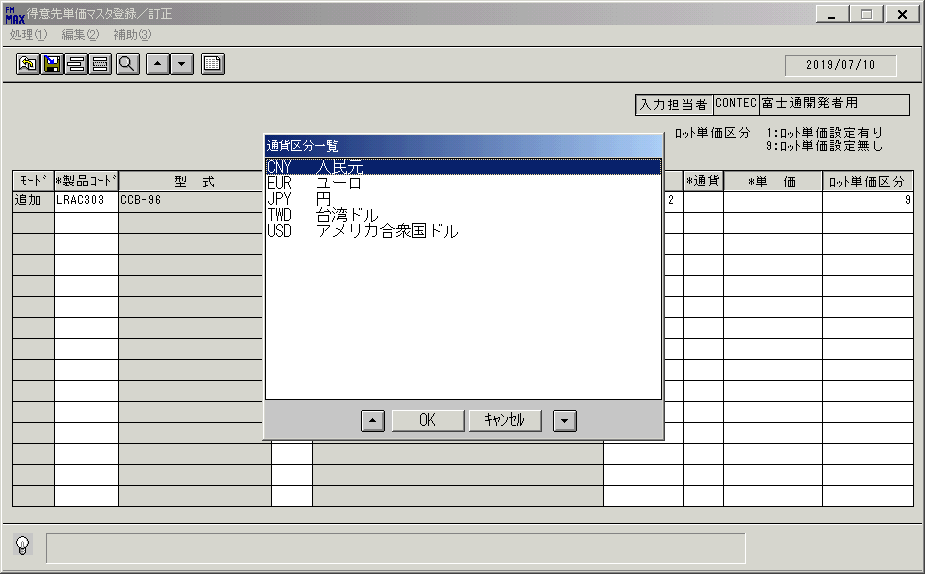 FM MAX 得意先単価マスタ登録／訂正
処理(1) 編集(2) 補助(3)
2019/07/10
入力担当者 CONTEC 富士通開発者用
ﾛｯﾄ単価区分 1:ﾛｯﾄ単価設定有り
9:ﾛｯﾄ単価設定無し
通貨区分一覧
CNY 人民元
EUR ユーロ
JPY 円
TWD 台湾ドル
USD アメリカ合衆国ドル
ﾓｰﾄﾞ *製品ｺｰﾄﾞ 型 式 *通貨 *単 価 ﾛｯﾄ単価区分
追加 LRAC303 CCB-96 2 9
OK ｷｬﾝｾﾙ